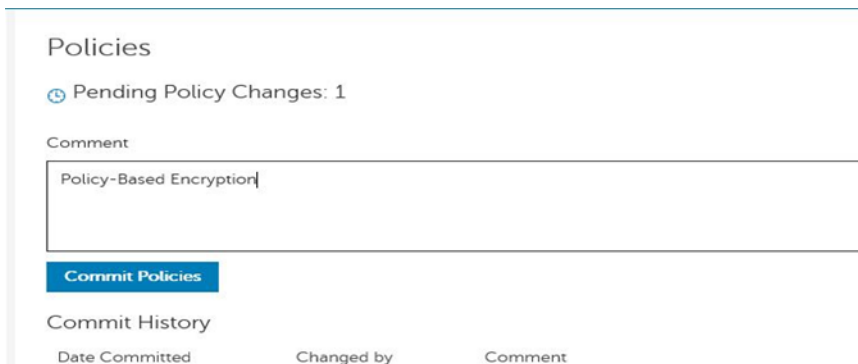 Policies
Pending Policy Changes: 1
Comment
Policy-Based Encryption
Commit Policies
Commit History
Date Committed Changed by Comment